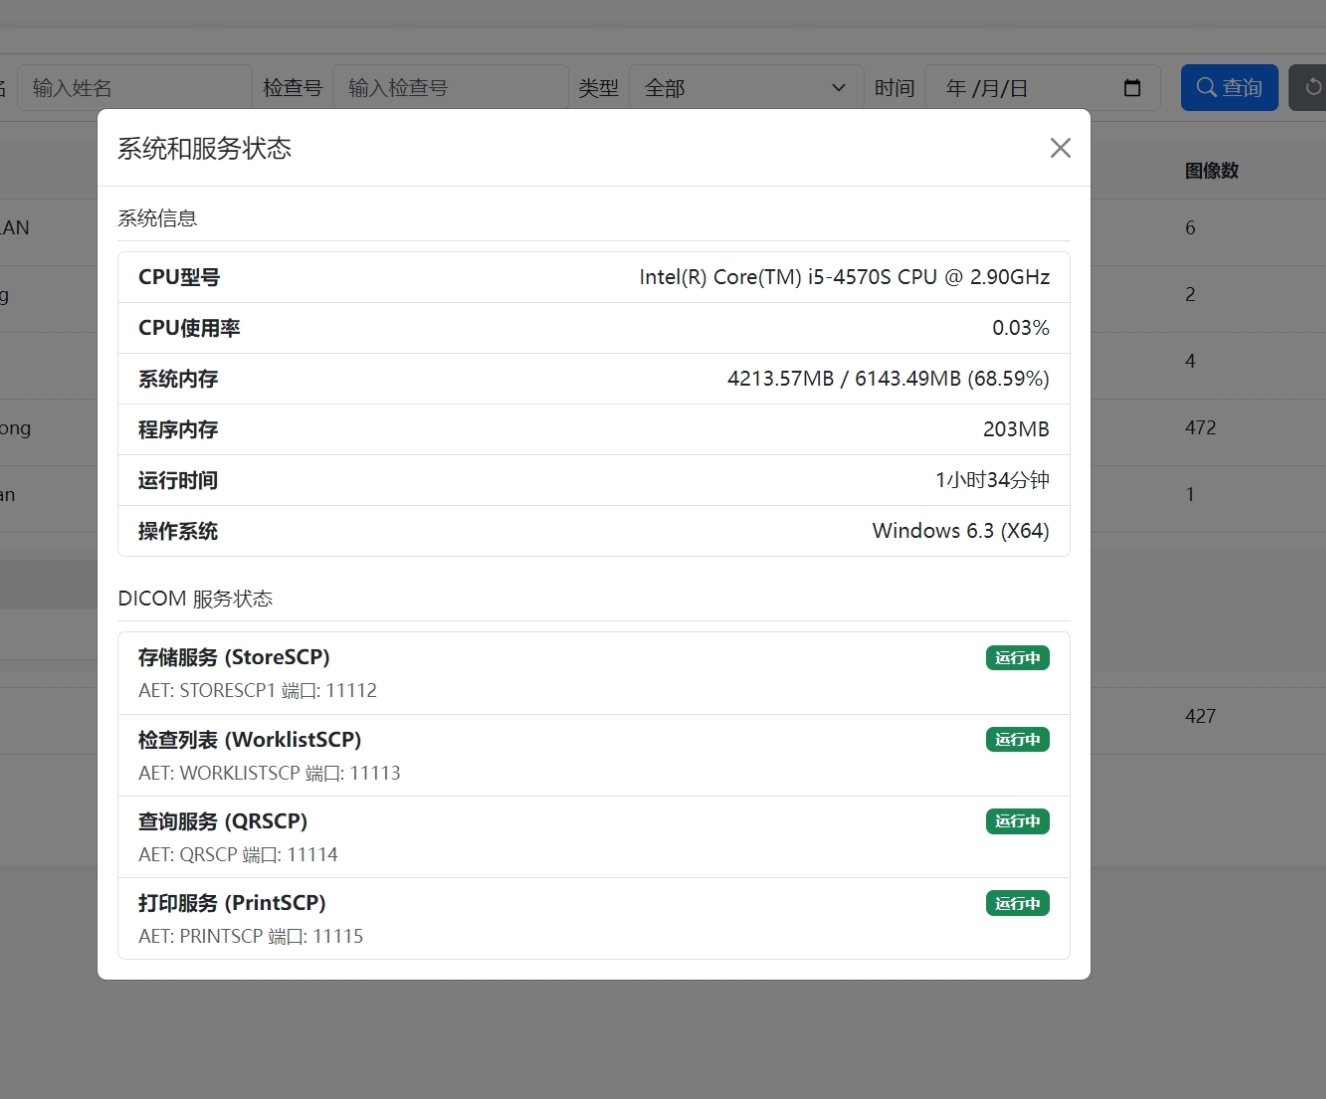 名 输入姓名 检查号 输入检查号 类型 全部 时间 年 /月/日 查询
系统和服务状态
图像数
系统信息
LAN 6
CPU型号 Intel(R) Core(TM) i5-4570S CPU @ 2.90GHz
g 2
CPU使用率 0.03%
4
系统内存 4213.57MB / 6143.49MB (68.59%)
ong 472
程序内存 203MB
运行时间 1小时34分钟
an 1
操作系统 Windows 6.3 (X64)
DICOM 服务状态
存储服务 (StoreSCP) 运行中
AET: STORESCP1 端口: 11112
427
检查列表 (WorklistSCP) 运行中
AET: WORKLISTSCP 端口: 11113
查询服务 (QRSCP) 运行中
AET: QRSCP 端口: 11114
打印服务 (PrintSCP) 运行中
AET: PRINTSCP 端口: 11115